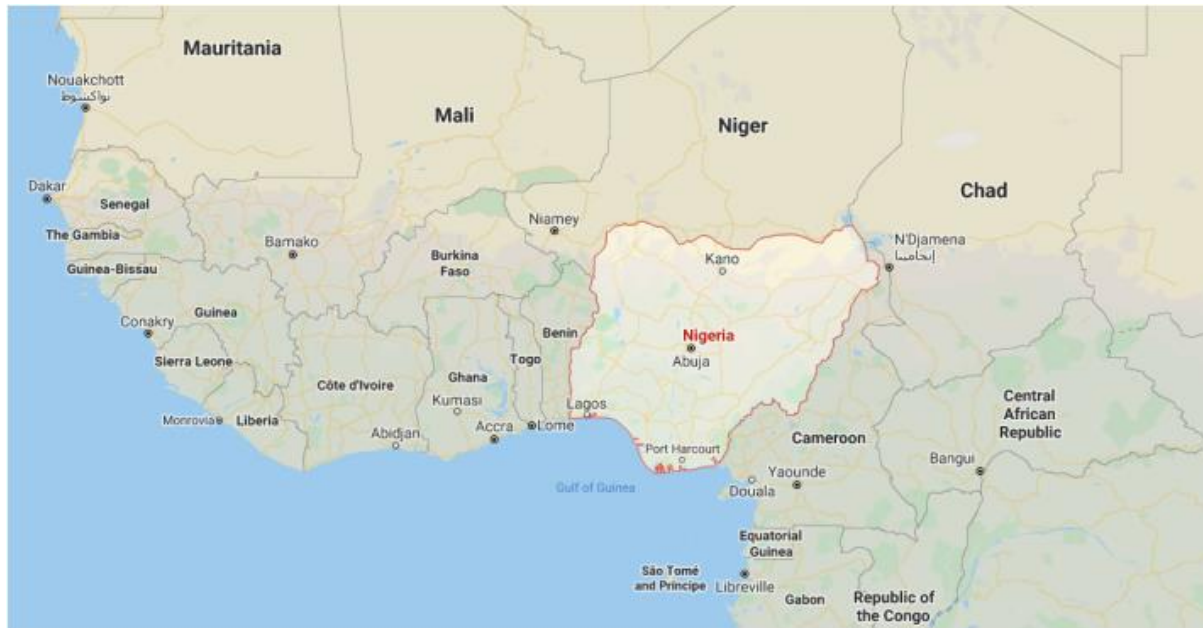 Mauritania
Nouakchott
نواكشوط
Mali
Niger
Chad
Dakar
Senegal
The Gambia
Bamako
Niamey
N'Djamena
إنجامينا
Guinea-Bissau
Burkina
Faso
Kano
Guinea
Conakry
Benin
Nigeria
Abuja
Sierra Leone
Togo
Côte d'Ivoire
Ghana
Kumasi
Lagos
Central
African
Republic
Monrovia
Liberia
Abidjan
Accra
Lome
Port Harcourt
Cameroon
Bangui
Yaounde
Douala
Gulf of Guinea
Equatorial
Guinea
São Tomé
and Príncipe
Libreville
Gabon
Republic of
the Congo